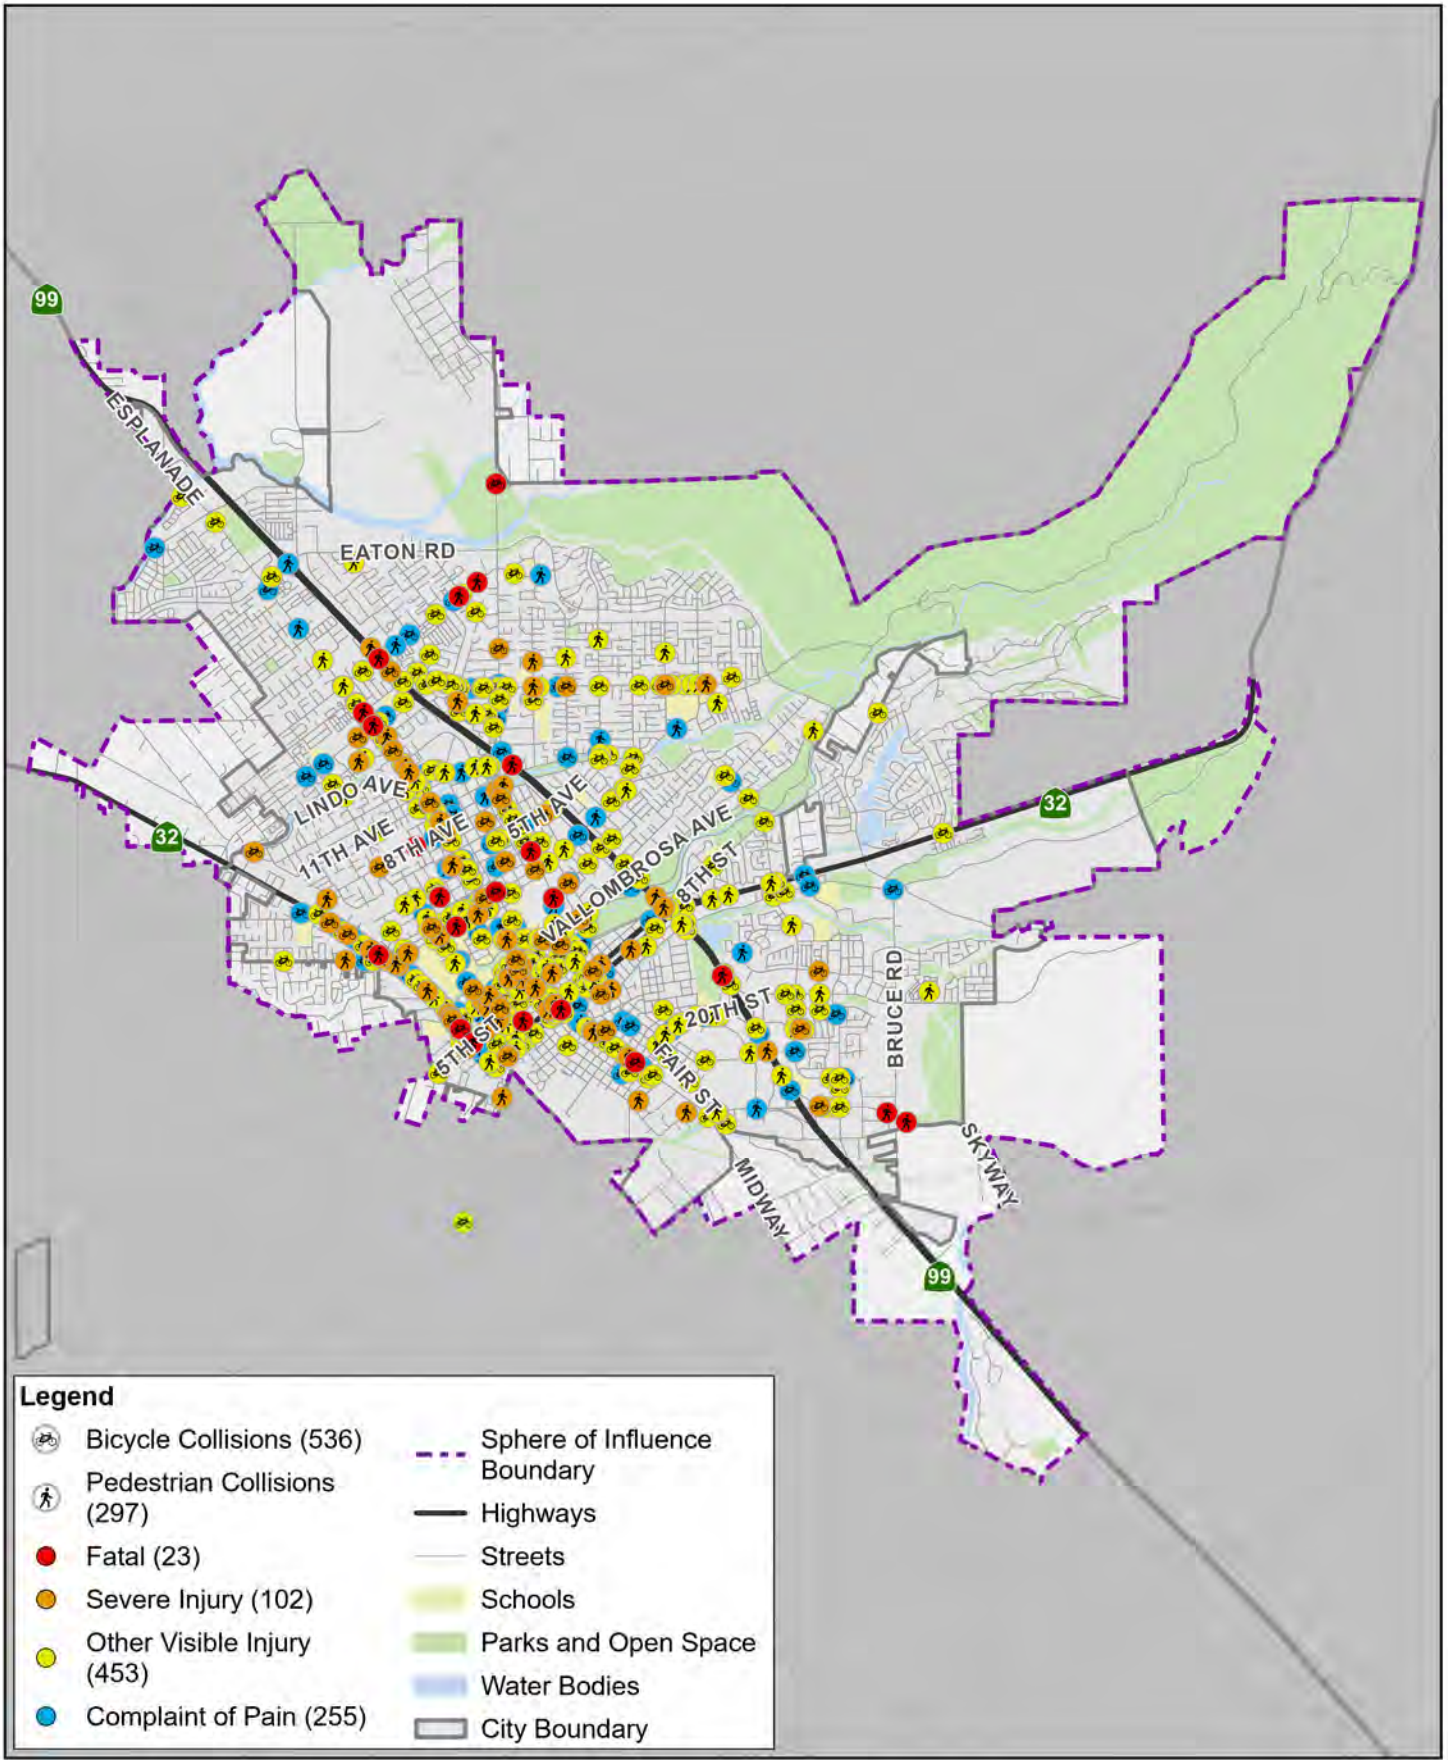 99
ESPLANADE
EATON RD
LINDO AVE
11TH AVE
8TH AVE
5TH AVE
VALLOMBROSA AVE
8TH ST
32
32
20TH ST
BRUCE RD
5TH ST
FAIR ST
SKYWAY
MIDWAY
99
Legend
Bicycle Collisions (536)
Pedestrian Collisions
(297)
Fatal (23)
Severe Injury (102)
Other Visible Injury
(453)
Complaint of Pain (255)
Sphere of Influence
Boundary
Highways
Streets
Schools
Parks and Open Space
Water Bodies
City Boundary